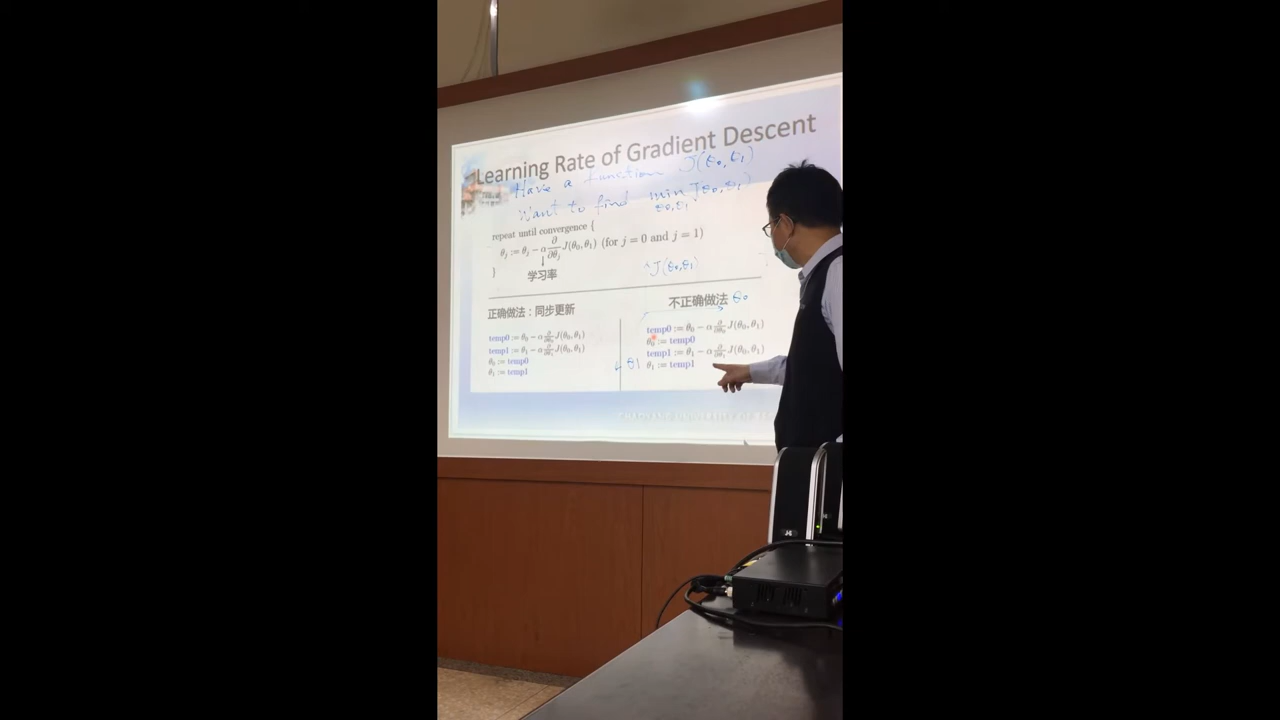 Learning Rate of Gradient Descent
Have a function J(θ₀,θ₁)
Want to find min J(θ₀,θ₁)
θ₀,θ₁
repeat until convergence {
θⱼ := θⱼ − α ∂/∂θⱼ J(θ₀,θ₁) (for j = 0 and j = 1)
}
学习率
J(θ₀,θ₁)
正确做法：同步更新
temp0 := θ₀ − α ∂/∂θ₀ J(θ₀,θ₁)
temp1 := θ₁ − α ∂/∂θ₁ J(θ₀,θ₁)
θ₀ := temp0
θ₁ := temp1
不正确做法 θ₀
temp0 := θ₀ − α ∂/∂θ₀ J(θ₀,θ₁)
θ₀ := temp0
temp1 := θ₁ − α ∂/∂θ₁ J(θ₀,θ₁)
θ₁ := temp1
θ1